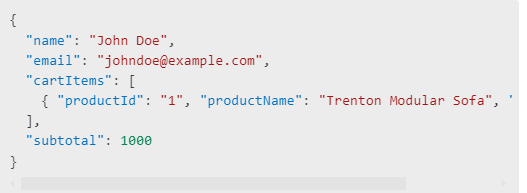 {
"name": "John Doe",
"email": "johndoe@example.com",
"cartItems": [
{ "productId": "1", "productName": "Trenton Modular Sofa", "
],
"subtotal": 1000
}